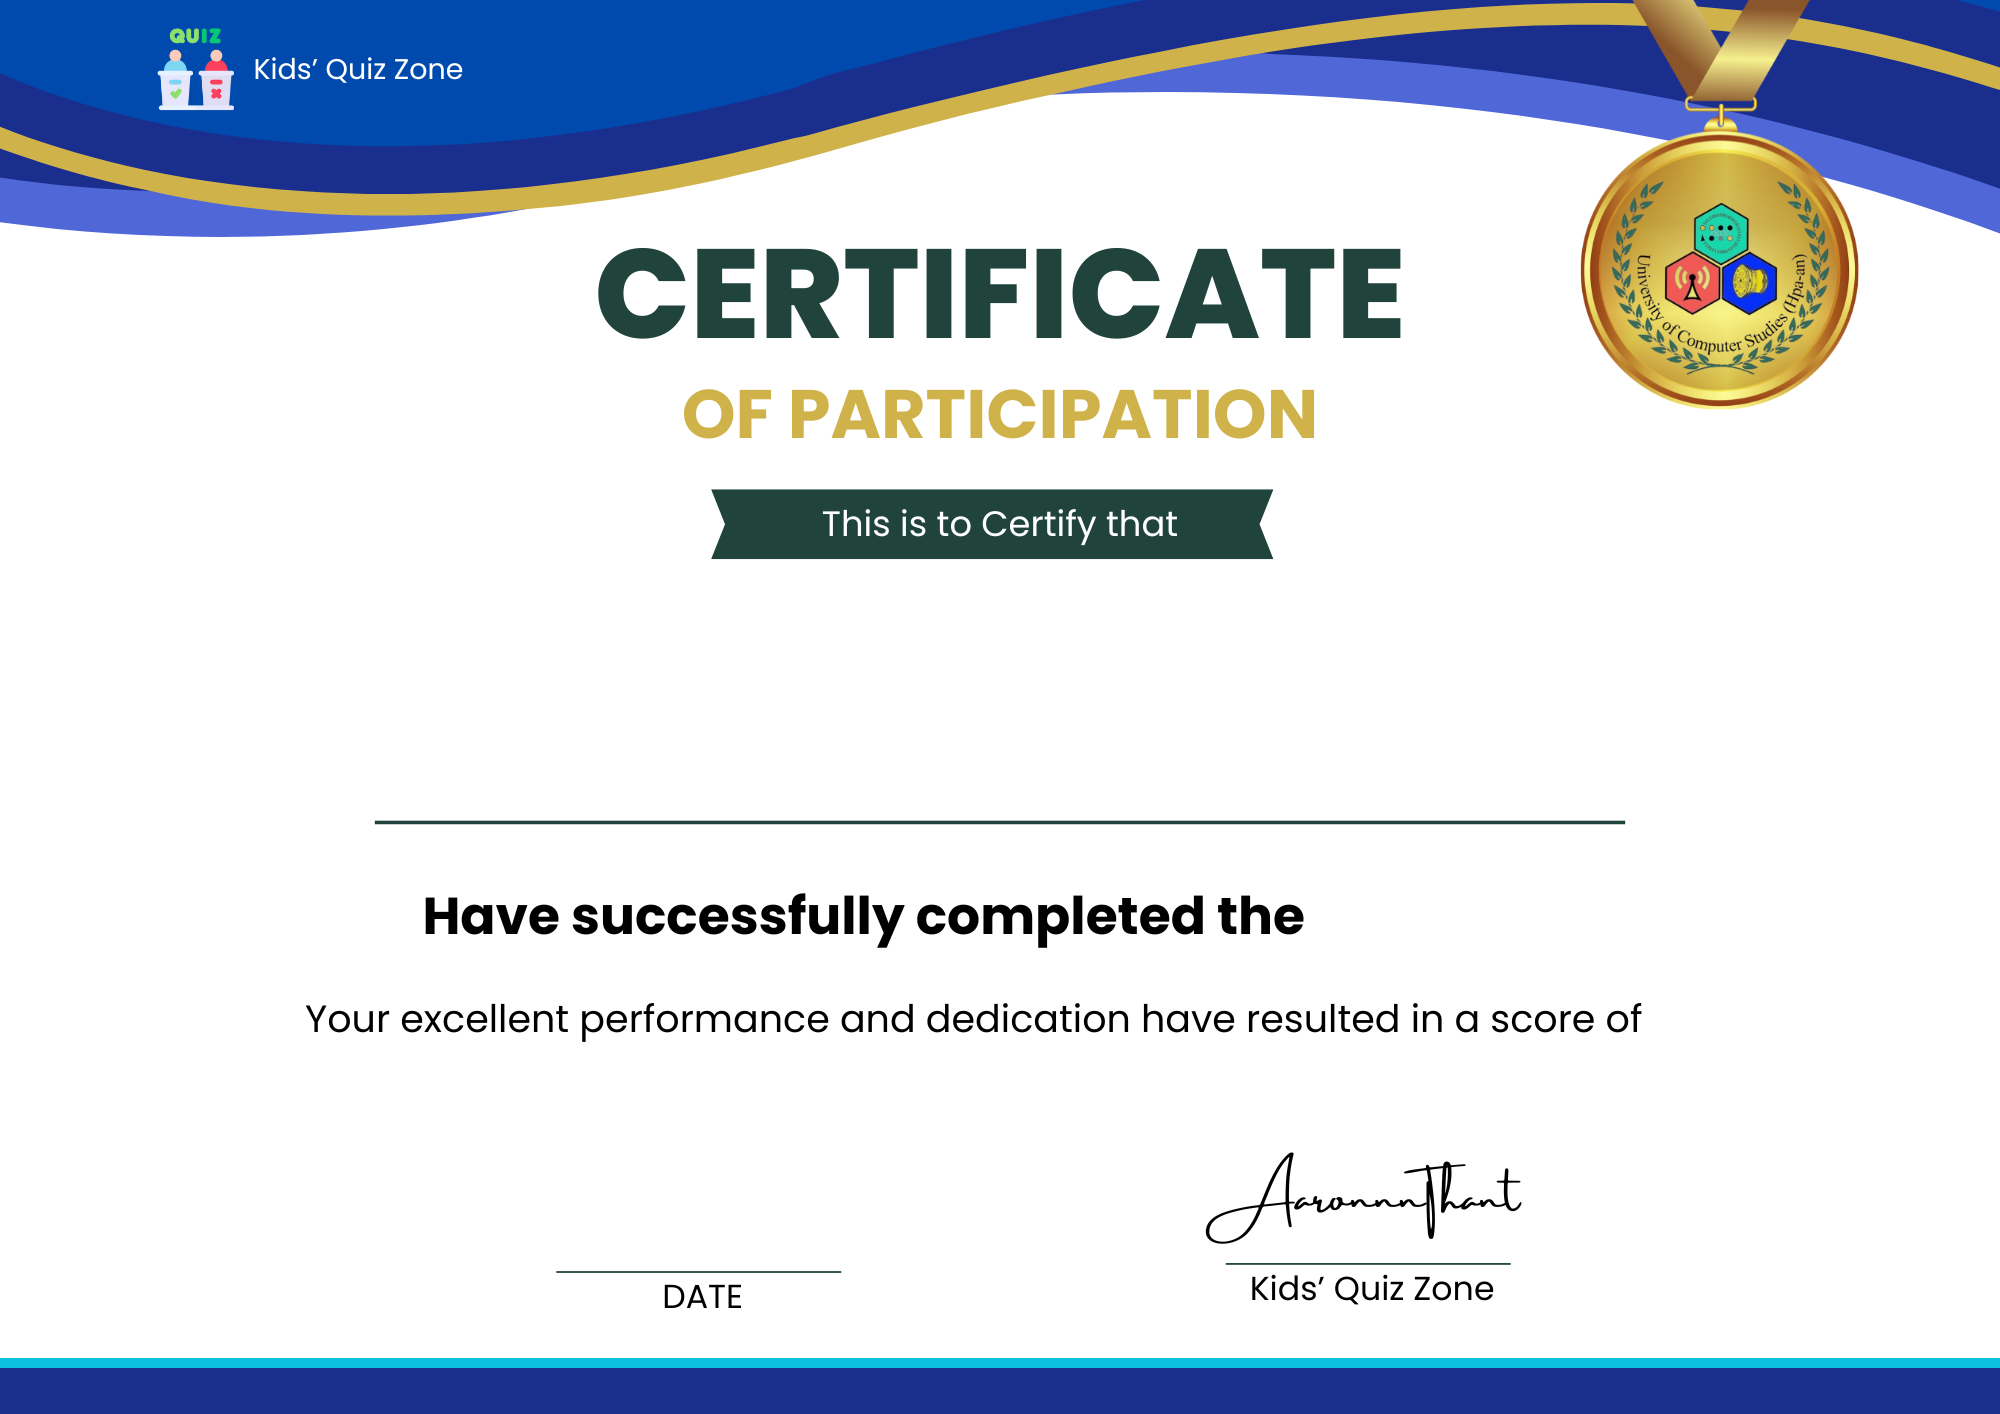 QUIZ
Kids’ Quiz Zone
University of Computer Studies (Hpa-an)
CERTIFICATE
OF PARTICIPATION
This is to Certify that
Have successfully completed the
Your excellent performance and dedication have resulted in a score of
AaronnnThant
DATE
Kids’ Quiz Zone